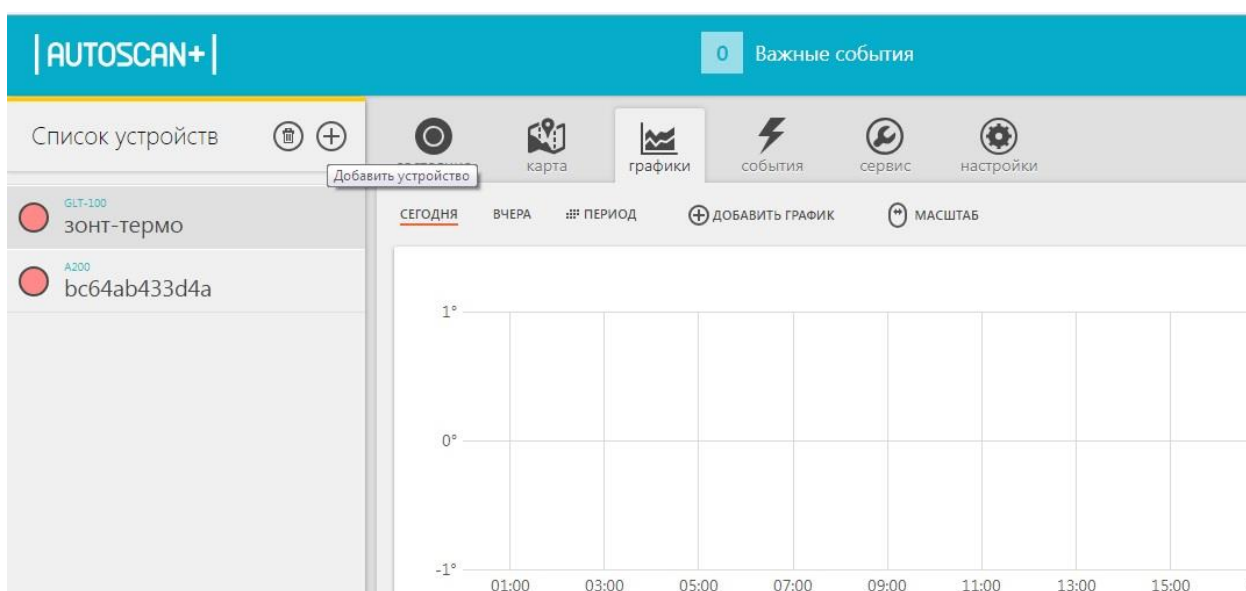 |AUTOSCAN+|
0 Важные события
Список устройств
Добавить устройство
карта
графики
события
сервис
настройки
GLT-100
зонт-термо
A200
bc64ab433d4a
СЕГОДНЯ ВЧЕРА ПЕРИОД ДОБАВИТЬ ГРАФИК МАСШТАБ
1°
0°
-1°
01:00 03:00 05:00 07:00 09:00 11:00 13:00 15:00